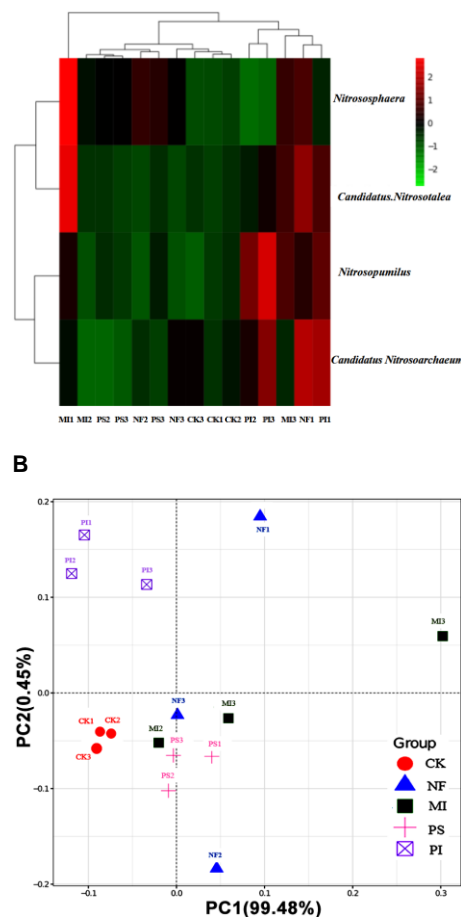 Nitrososphaera
Candidatus.Nitrosotalea
Nitrosopumilus
Candidatus Nitrosoarchaeum
2
1
0
−1
−2
MI1 MI2 PS2 PS3 NF2 PS3 NF3 CK3 CK1 CK2 PI2 PI3 MI3 NF1 PI1
B
PC2(0.45%)
0.2
0.1
0.0
−0.1
−0.2
PI1
PI2
PI3
NF1
MI3
NF3
MI3
CK1 CK2
CK3
MI2
PS3
PS1
PS2
NF2
Group
CK
NF
MI
PS
PI
−0.1 0.0 0.1 0.2 0.3
PC1(99.48%)